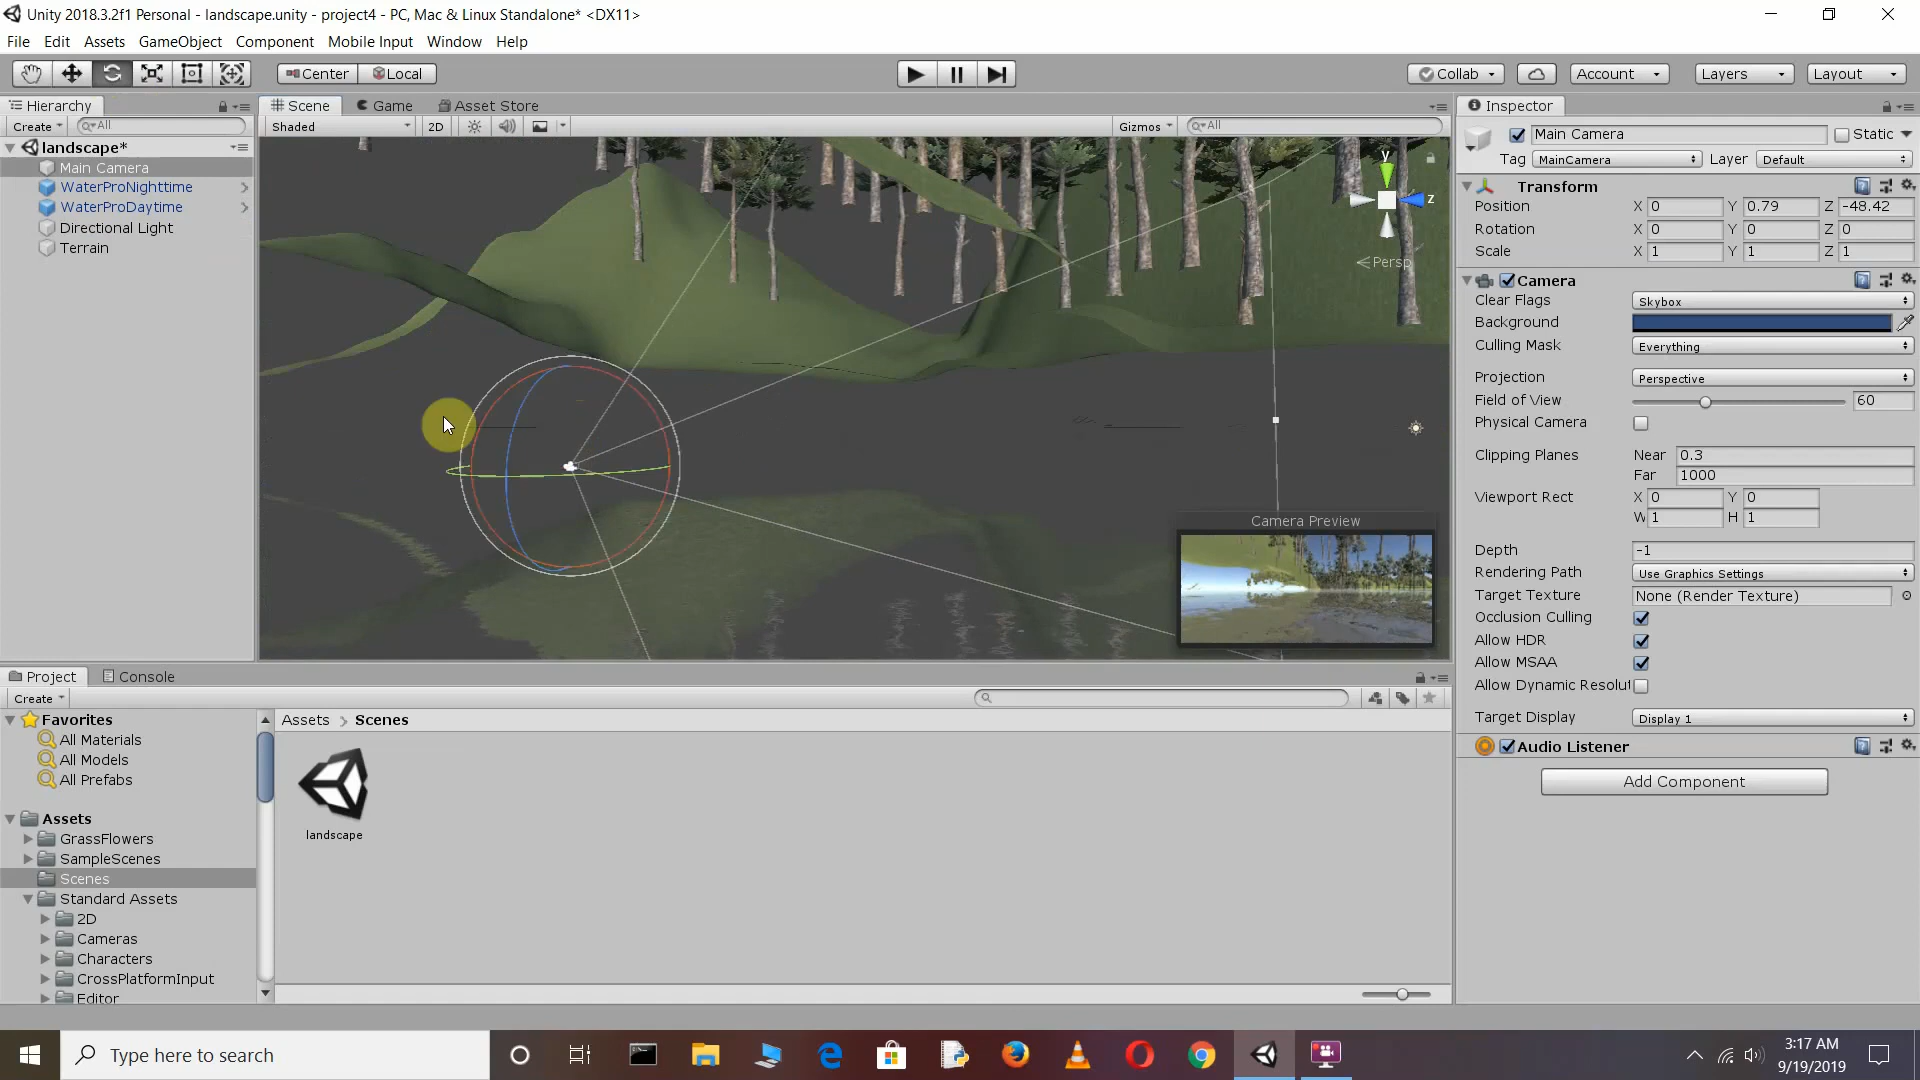 Unity 2018.3.2f1 Personal - landscape.unity - project4 - PC, Mac & Linux Standalone* <DX11>
File Edit Assets GameObject Component Mobile Input Window Help
Center Local Collab Account Layers Layout
Hierarchy
Create All
landscape*
Main Camera
WaterProNighttime
WaterProDaytime
Directional Light
Terrain
Scene Game Asset Store
Shaded 2D Gizmos All
y
z
Persp
Camera Preview
Inspector
Main Camera Static
Tag MainCamera Layer Default
Transform
Position X 0 Y 0.79 Z -48.42
Rotation X 0 Y 0 Z 0
Scale X 1 Y 1 Z 1
Camera
Clear Flags Skybox
Background
Culling Mask Everything
Projection Perspective
Field of View 60
Physical Camera
Clipping Planes Near 0.3
Far 1000
Viewport Rect X 0 Y 0
W 1 H 1
Depth -1
Rendering Path Use Graphics Settings
Target Texture None (Render Texture)
Occlusion Culling
Allow HDR
Allow MSAA
Allow Dynamic Resolut
Target Display Display 1
Audio Listener
Add Component
Project Console
Create
Favorites
All Materials
All Models
All Prefabs
Assets
GrassFlowers
SampleScenes
Scenes
Standard Assets
2D
Cameras
Characters
CrossPlatformInput
Editor
Assets Scenes
landscape
Type here to search
3:17 AM
9/19/2019